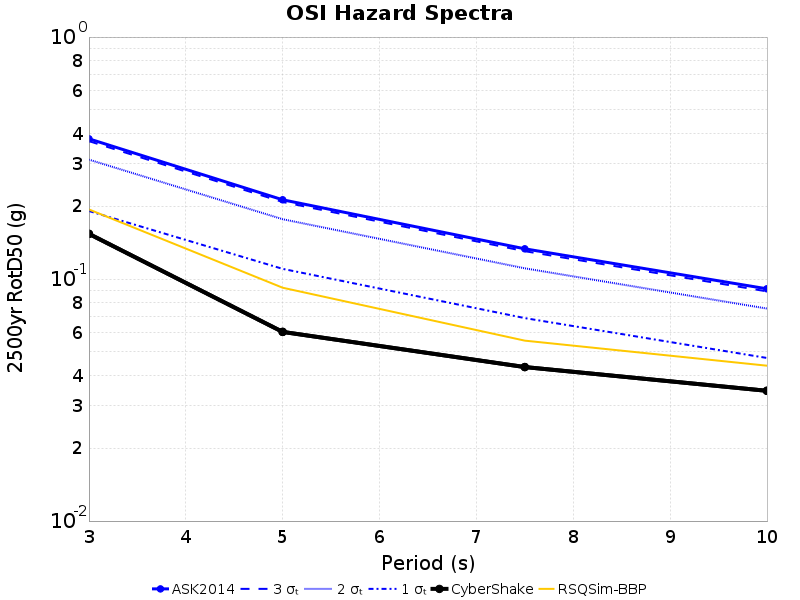 OSI Hazard Spectra
10^0
8
6
4
3
2
10^-1
8
6
4
3
2
10^-2
2500yr RotD50 (g)
3 4 5 6 7 8 9 10
Period (s)
ASK2014 3 σₜ 2 σₜ 1 σₜ CyberShake RSQSim-BBP